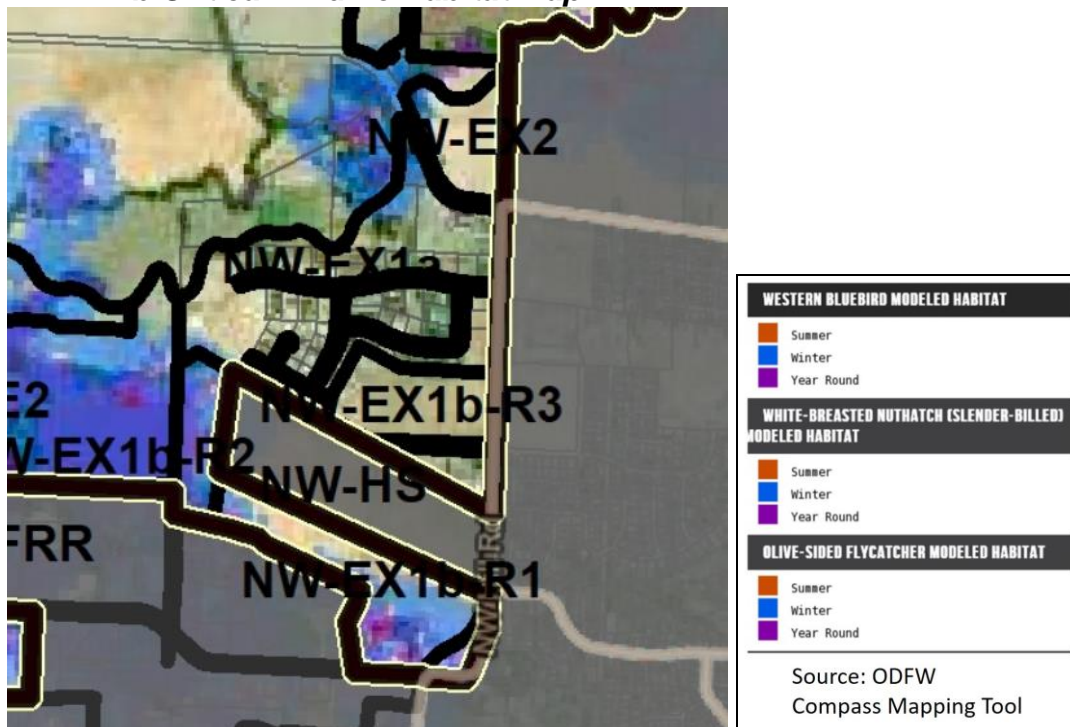 NW-EX2
NW-EX1a
E2
NW-EX1b-R3
W-EX1b-R2
NW-HS
FRR
NW-EX1b-R1
WESTERN BLUEBIRD MODELED HABITAT
Summer
Winter
Year Round
WHITE-BREASTED NUTHATCH (SLENDER-BILLED)
MODELED HABITAT
Summer
Winter
Year Round
OLIVE-SIDED FLYCATCHER MODELED HABITAT
Summer
Winter
Year Round
Source: ODFW
Compass Mapping Tool